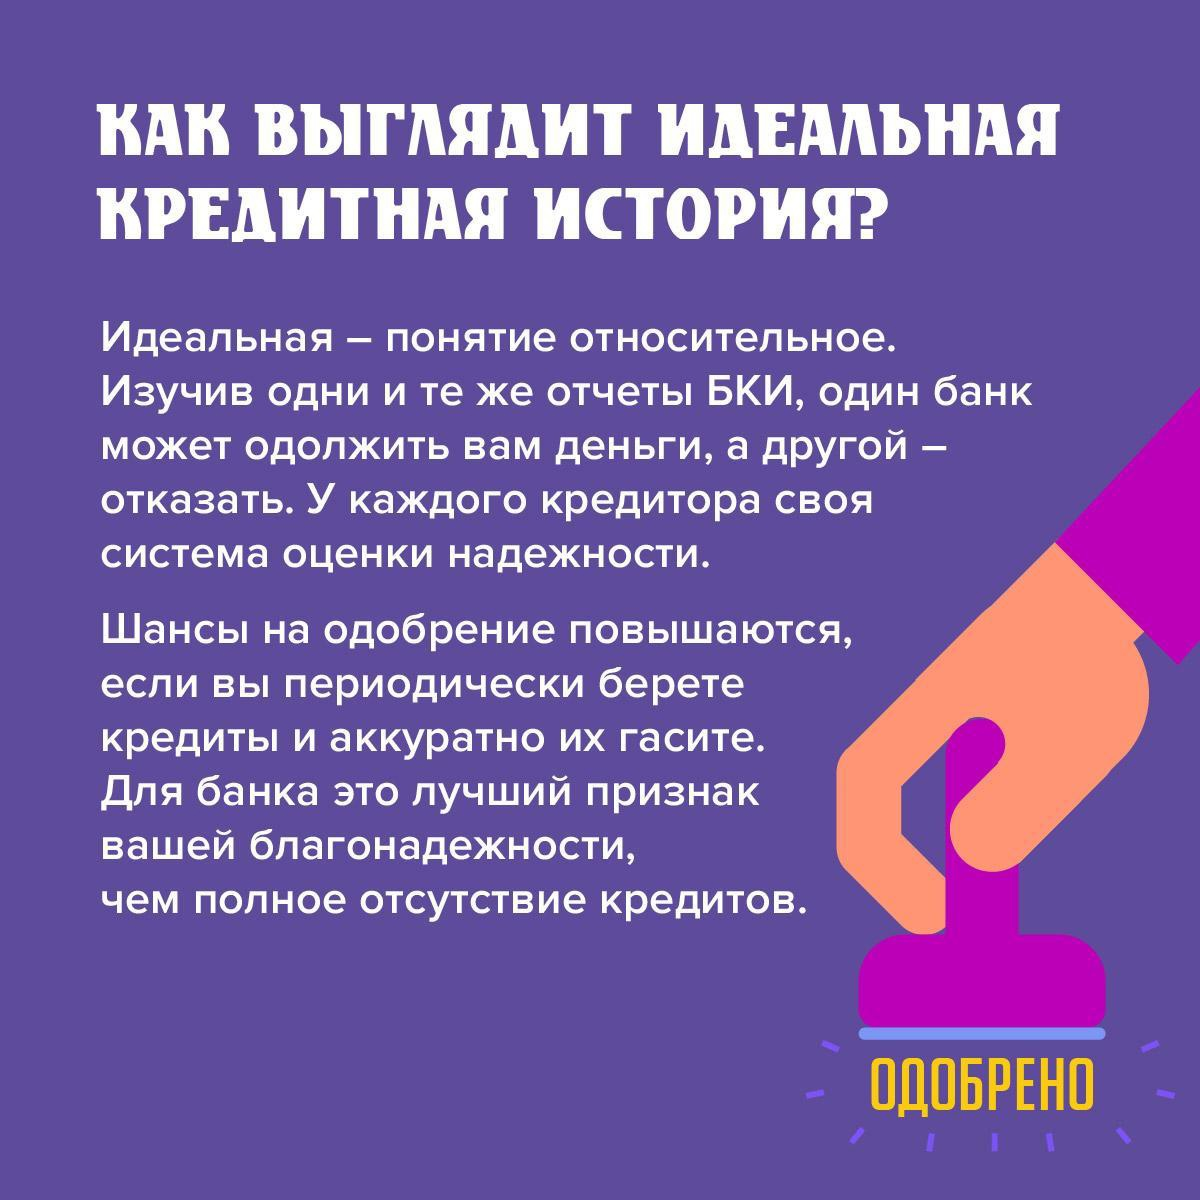 КАК ВЫГЛЯДИТ ИДЕАЛЬНАЯ
КРЕДИТНАЯ ИСТОРИЯ?
Идеальная – понятие относительное.
Изучив одни и те же отчеты БКИ, один банк
может одолжить вам деньги, а другой –
отказать. У каждого кредитора своя
система оценки надежности.
Шансы на одобрение повышаются,
если вы периодически берете
кредиты и аккуратно их гасите.
Для банка это лучший признак
вашей благонадежности,
чем полное отсутствие кредитов.
ОДОБРЕНО